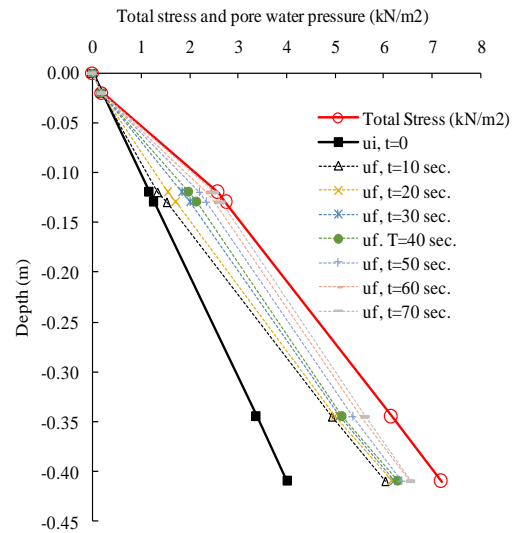 Total stress and pore water pressure (kN/m2)
0 1 2 3 4 5 6 7 8
0.00
-0.05
-0.10
-0.15
-0.20
-0.25
-0.30
-0.35
-0.40
-0.45
Depth (m)
Total Stress (kN/m2)
ui, t=0
uf, t=10 sec.
uf, t=20 sec.
uf, t=30 sec.
uf. T=40 sec.
uf, t=50 sec.
uf, t=60 sec.
uf, t=70 sec.